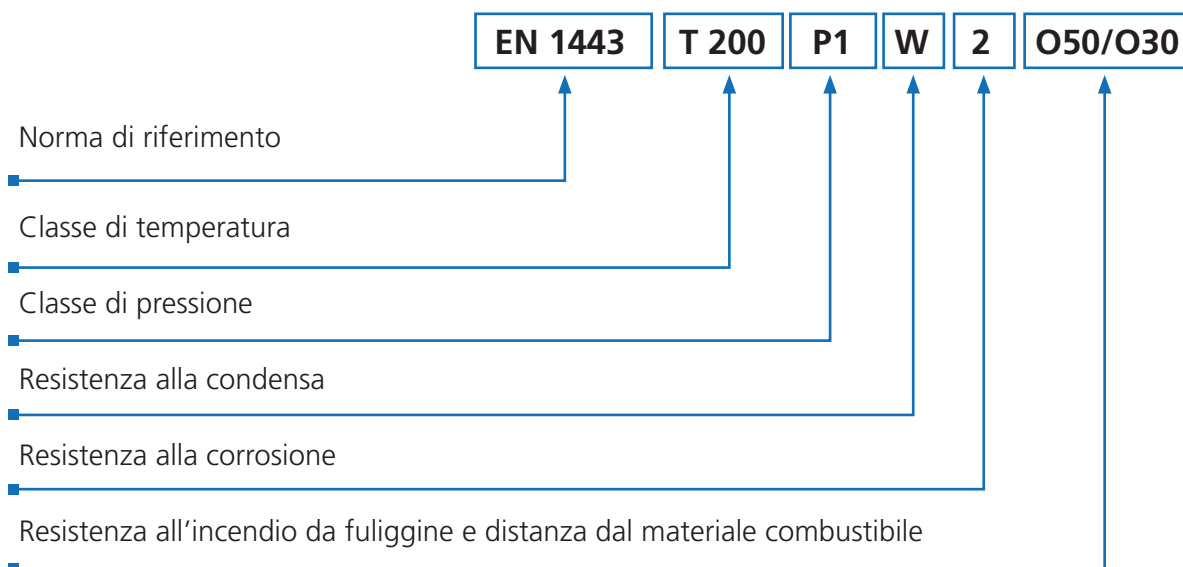 EN 1443 T 200 P1 W 2 O50/O30
Norma di riferimento
Classe di temperatura
Classe di pressione
Resistenza alla condensa
Resistenza alla corrosione
Resistenza all’incendio da fuliggine e distanza dal materiale combustibile